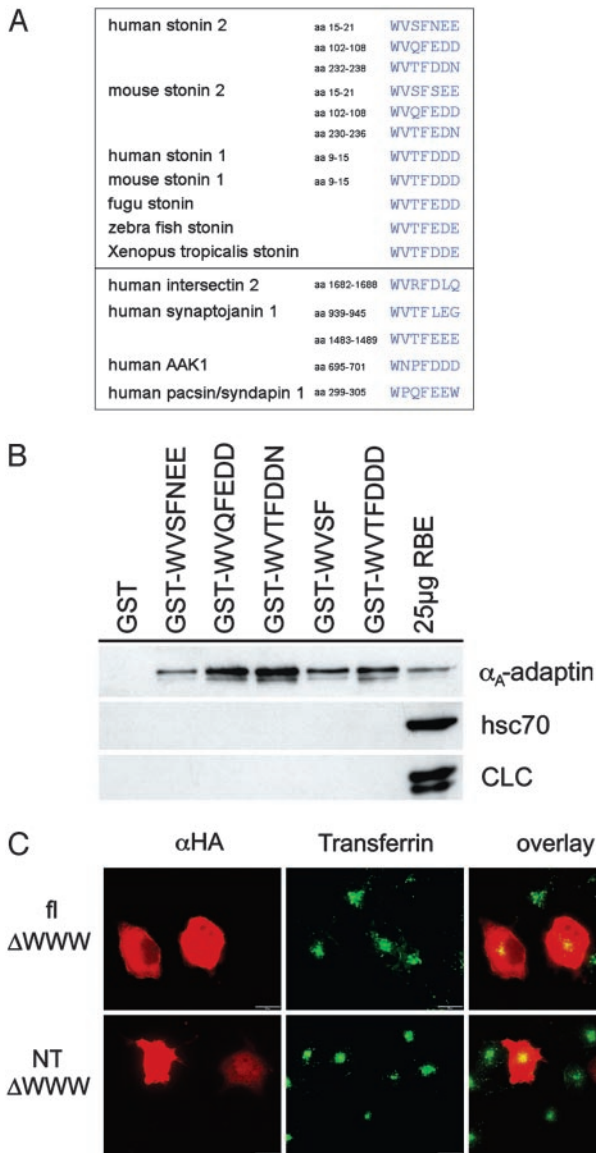 A
human stonin 2 aa 15-21 WVSFNEE
aa 102-108 WVQFEDD
aa 232-238 WVTFDDN
mouse stonin 2 aa 15-21 WVSFSEE
aa 102-108 WVQFEDD
aa 230-236 WVTFEDN
human stonin 1 aa 9-15 WVTFDDD
mouse stonin 1 aa 9-15 WVTFDDD
fugu stonin WVTFEDD
zebra fish stonin WVTFEDE
Xenopus tropicalis stonin WVTFDDE
human intersectin 2 aa 1682-1688 WVRFDLQ
human synaptojanin 1 aa 939-945 WVTFLEG
aa 1483-1489 WVTFEEE
human AAK1 aa 695-701 WNPFDDD
human pacsin/syndapin 1 aa 299-305 WPQFEEW
B
GST
GST-WVSFNEE
GST-WVQFEDD
GST-WVTFDDN
GST-WVSF
GST-WVTFDDD
25µg RBE
αA-adaptin
hsc70
CLC
C
αHA Transferrin overlay
fl
ΔWWW
NT
ΔWWW